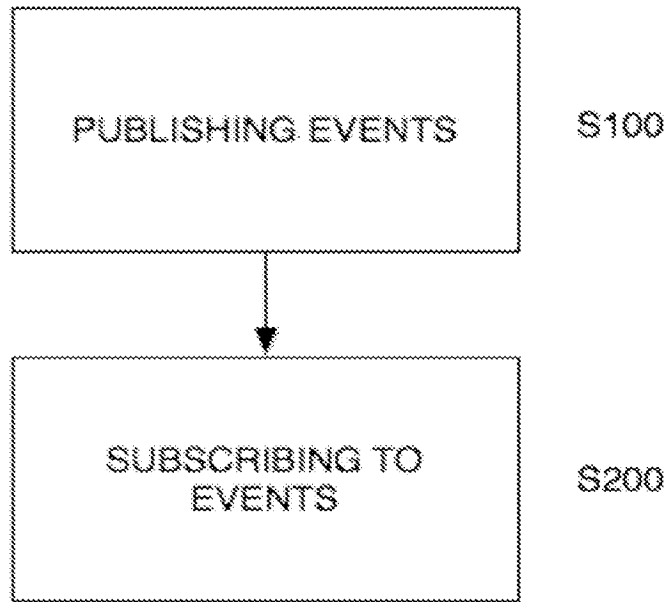 PUBLISHING EVENTS
S100
SUBSCRIBING TO
EVENTS
S200